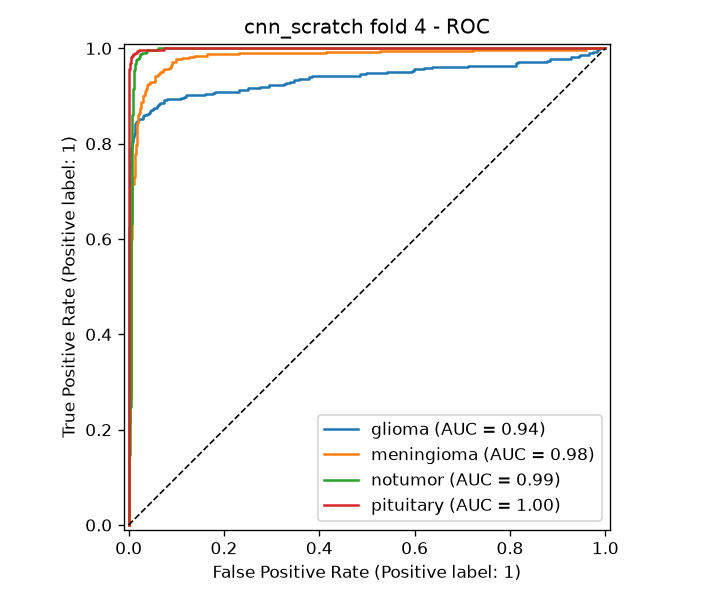 cnn_scratch fold 4 - ROC
True Positive Rate (Positive label: 1)
1.0
0.8
0.6
0.4
0.2
0.0
glioma (AUC = 0.94)
meningioma (AUC = 0.98)
notumor (AUC = 0.99)
pituitary (AUC = 1.00)
0.0 0.2 0.4 0.6 0.8 1.0
False Positive Rate (Positive label: 1)